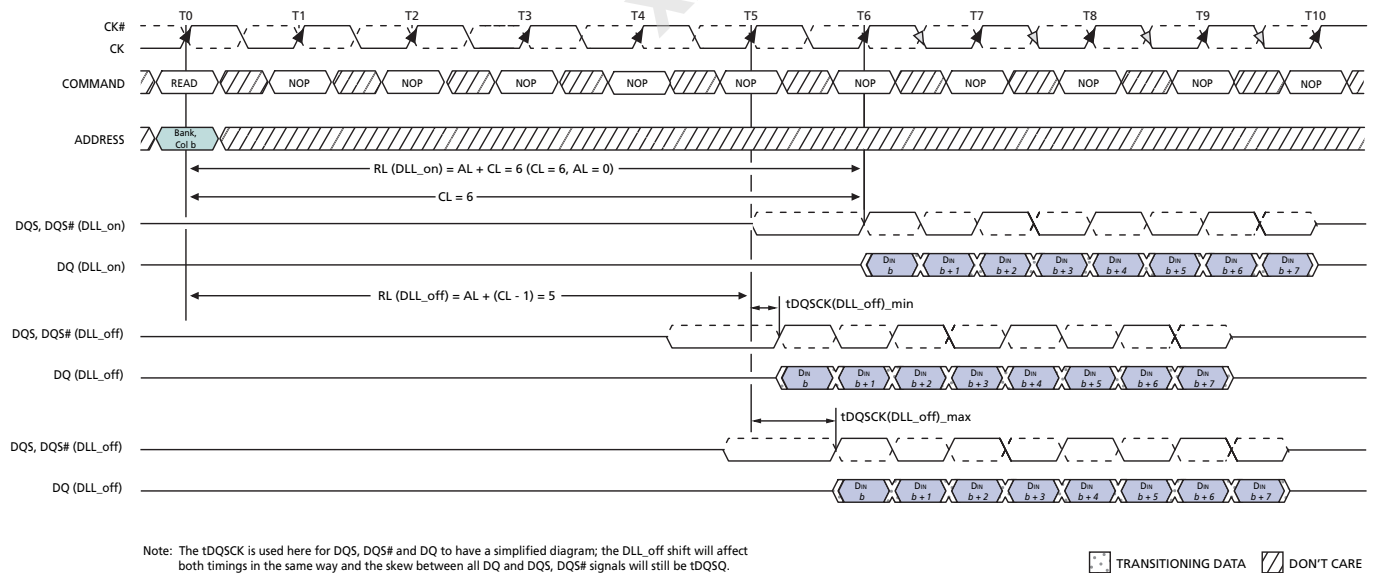 T0 T1 T2 T3 T4 T5 T6 T7 T8 T9 T10
CK#
CK
COMMAND READ NOP NOP NOP NOP NOP NOP NOP NOP NOP NOP
ADDRESS
Bank,
Col b
RL (DLL_on) = AL + CL = 6 (CL = 6, AL = 0)
CL = 6
DQS, DQS# (DLL_on)
DQ (DLL_on)
DIN DIN DIN DIN DIN DIN DIN DIN
b b + 1 b + 2 b + 3 b + 4 b + 5 b + 6 b + 7
RL (DLL_off) = AL + (CL - 1) = 5
tDQSCK(DLL_off)_min
DQS, DQS# (DLL_off)
DQ (DLL_off)
DIN DIN DIN DIN DIN DIN DIN DIN
b b + 1 b + 2 b + 3 b + 4 b + 5 b + 6 b + 7
tDQSCK(DLL_off)_max
DQS, DQS# (DLL_off)
DQ (DLL_off)
DIN DIN DIN DIN DIN DIN DIN DIN
b b + 1 b + 2 b + 3 b + 4 b + 5 b + 6 b + 7
Note: The tDQSCK is used here for DQS, DQS# and DQ to have a simplified diagram; the DLL_off shift will affect
both timings in the same way and the skew between all DQ and DQS, DQS# signals will still be tDQSQ.
TRANSITIONING DATA DON'T CARE